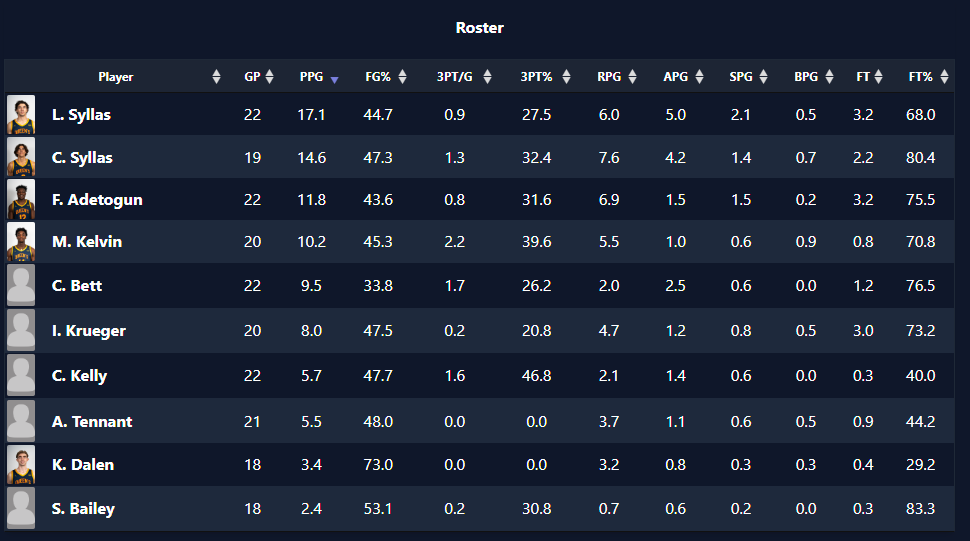 Roster
Player GP PPG FG% 3PT/G 3PT% RPG APG SPG BPG FT FT%
L. Syllas 22 17.1 44.7 0.9 27.5 6.0 5.0 2.1 0.5 3.2 68.0
C. Syllas 19 14.6 47.3 1.3 32.4 7.6 4.2 1.4 0.7 2.2 80.4
F. Adetogun 22 11.8 43.6 0.8 31.6 6.9 1.5 1.5 0.2 3.2 75.5
M. Kelvin 20 10.2 45.3 2.2 39.6 5.5 1.0 0.6 0.9 0.8 70.8
C. Bett 22 9.5 33.8 1.7 26.2 2.0 2.5 0.6 0.0 1.2 76.5
I. Krueger 20 8.0 47.5 0.2 20.8 4.7 1.2 0.8 0.5 3.0 73.2
C. Kelly 22 5.7 47.7 1.6 46.8 2.1 1.4 0.6 0.0 0.3 40.0
A. Tennant 21 5.5 48.0 0.0 0.0 3.7 1.1 0.6 0.5 0.9 44.2
K. Dalen 18 3.4 73.0 0.0 0.0 3.2 0.8 0.3 0.3 0.4 29.2
S. Bailey 18 2.4 53.1 0.2 30.8 0.7 0.6 0.2 0.0 0.3 83.3